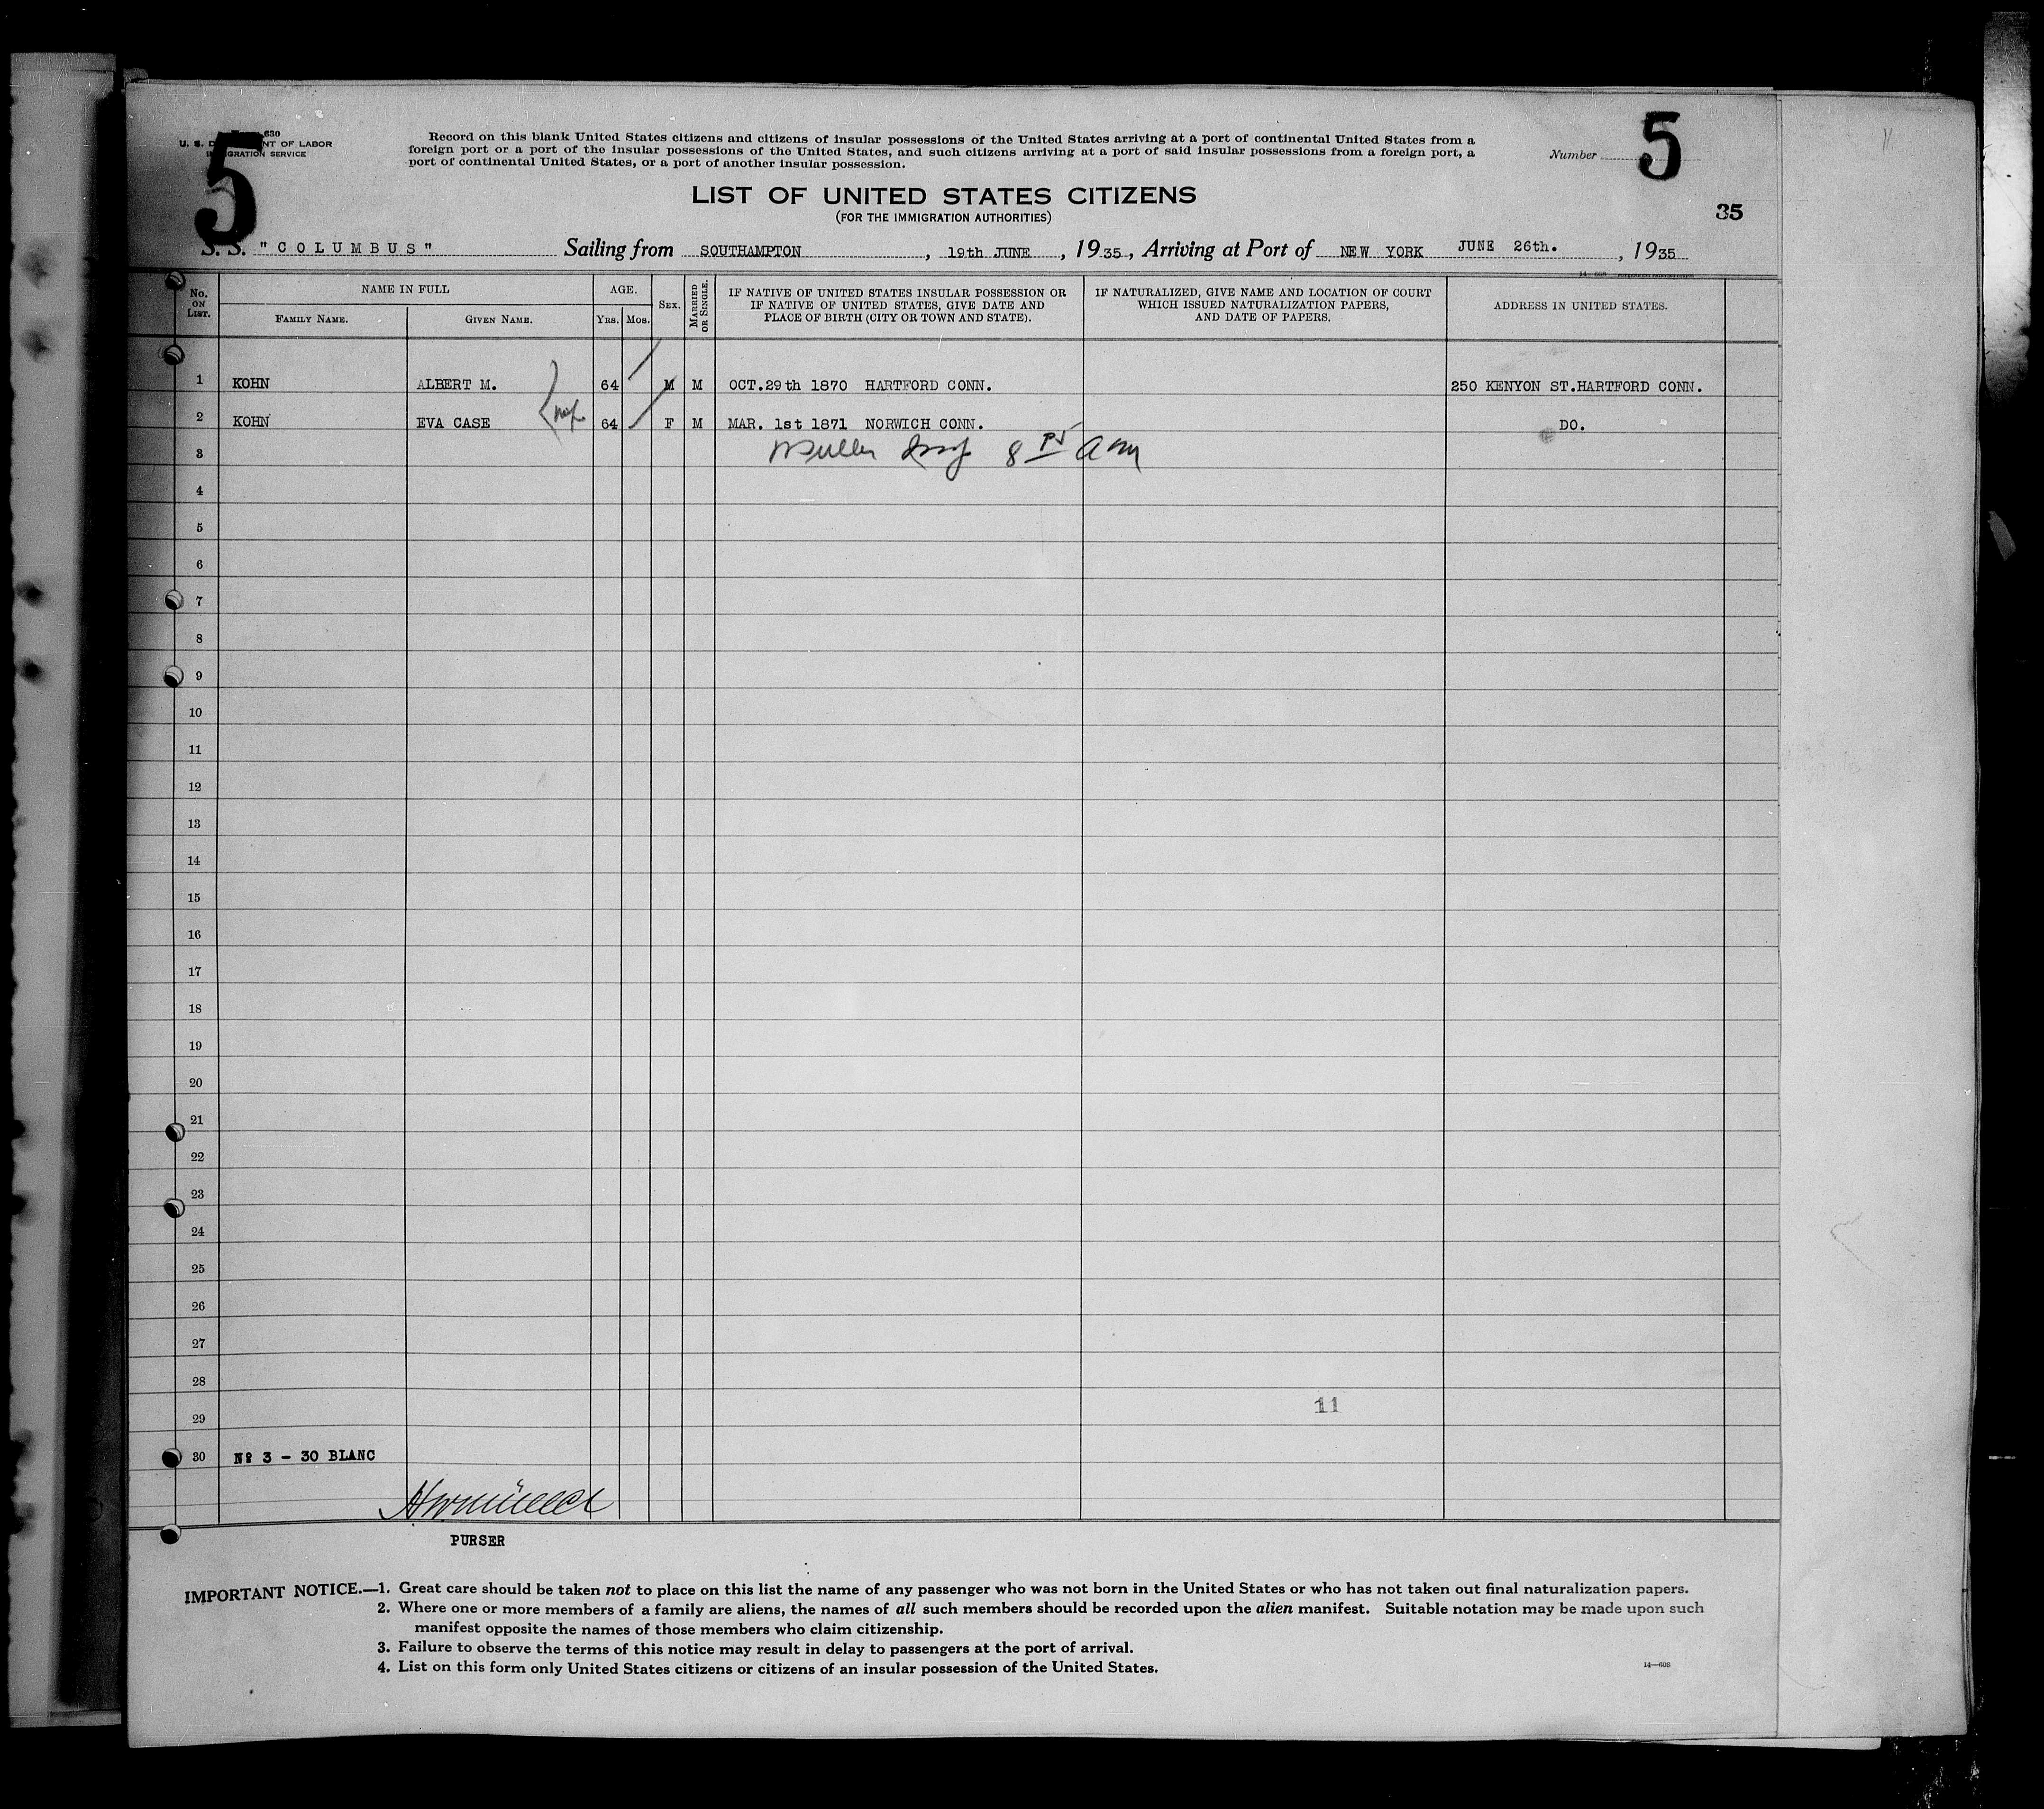 630
U. S. D NT OF LABOR
IMMIGRATION SERVICE
5
Record on this blank United States citizens and citizens of insular possessions of the United States arriving at a port of continental United States from a
foreign port or a port of the insular possessions of the United States, and such citizens arriving at a port of said insular possessions from a foreign port, a
port of continental United States, or a port of another insular possession.
Number 5
LIST OF UNITED STATES CITIZENS
(FOR THE IMMIGRATION AUTHORITIES)
35
S. S. "COLUMBUS" Sailing from SOUTHAMPTON, 19th JUNE, 1935, Arriving at Port of NEW YORK JUNE 26th., 1935
No. ON LIST. NAME IN FULL FAMILY NAME. GIVEN NAME. AGE. YRS. MOS. SEX. MARRIED OR SINGLE. IF NATIVE OF UNITED STATES INSULAR POSSESSION OR IF NATIVE OF UNITED STATES, GIVE DATE AND PLACE OF BIRTH (CITY OR TOWN AND STATE). IF NATURALIZED, GIVE NAME AND LOCATION OF COURT WHICH ISSUED NATURALIZATION PAPERS, AND DATE OF PAPERS. ADDRESS IN UNITED STATES.
1 KOHN ALBERT M. 64 M M OCT.29th 1870 HARTFORD CONN. 250 KENYON ST.HARTFORD CONN.
2 KOHN EVA CASE 64 F M MAR. 1st 1871 NORWICH CONN. DO.
3
4
5
6
7
8
9
10
11
12
13
14
15
16
17
18
19
20
21
22
23
24
25
26
27
28
11
29
30 Nº 3 - 30 BLANC
PURSER
IMPORTANT NOTICE.—1. Great care should be taken not to place on this list the name of any passenger who was not born in the United States or who has not taken out final naturalization papers.
2. Where one or more members of a family are aliens, the names of all such members should be recorded upon the alien manifest. Suitable notation may be made upon such
manifest opposite the names of those members who claim citizenship.
3. Failure to observe the terms of this notice may result in delay to passengers at the port of arrival.
4. List on this form only United States citizens or citizens of an insular possession of the United States.
14—608